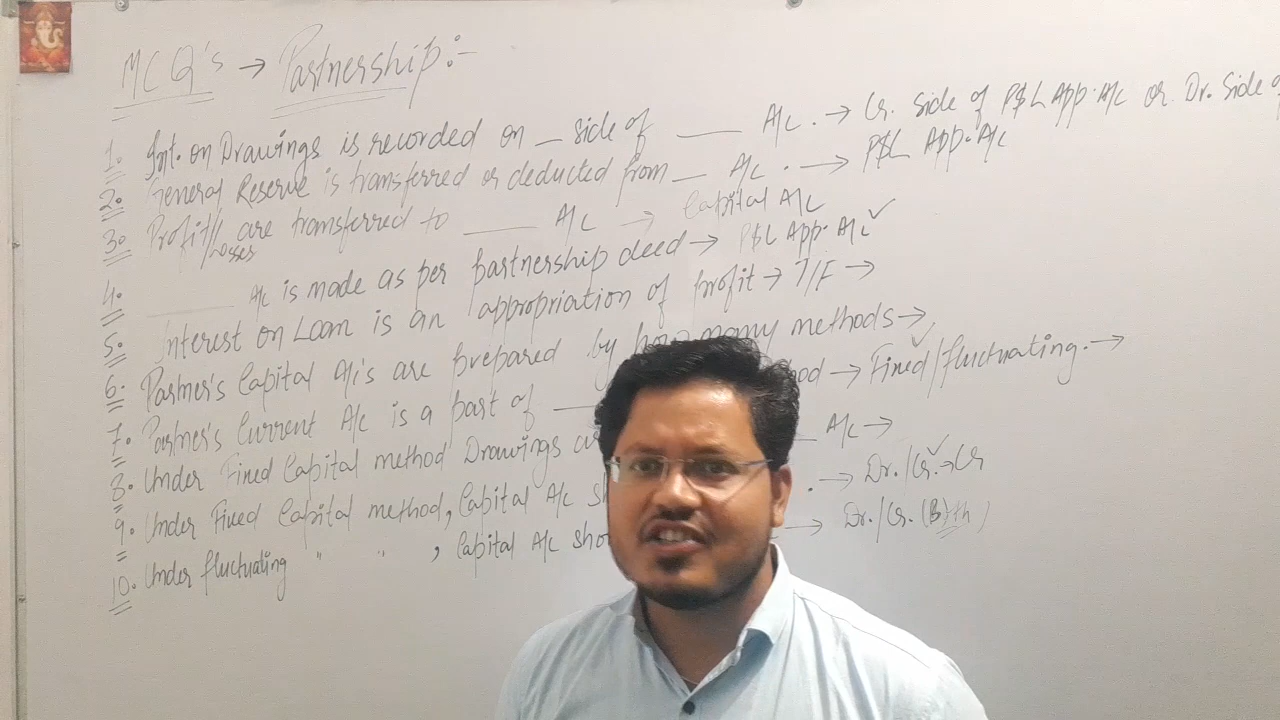 MCQ's → Partnership:-
1. Int. on Drawings is recorded on _ side of ___ A/c. → Cr. side of P&L App. A/c or Dr. Side of
2. General Reserve is transferred or deducted from _ A/c. → P&L App. A/c
3. Profit/Losses are transferred to ___ A/c → Capital A/c
4. ___ A/c is made as per partnership deed → P&L App. A/c ✓
5. Interest on Loan is an appropriation of profit → T/F →
6. Partner's Capital A/c's are prepared by how many methods →
7. Partner's Current A/c is a part of ___ → Fixed ✓/fluctuating. →
8. Under Fixed Capital method Drawings A/c →
9. Under Fixed Capital method, Capital A/c . → Dr./Cr. ✓ → Cr
10. Under fluctuating " " , Capital A/c → Dr./Cr. (Bth)